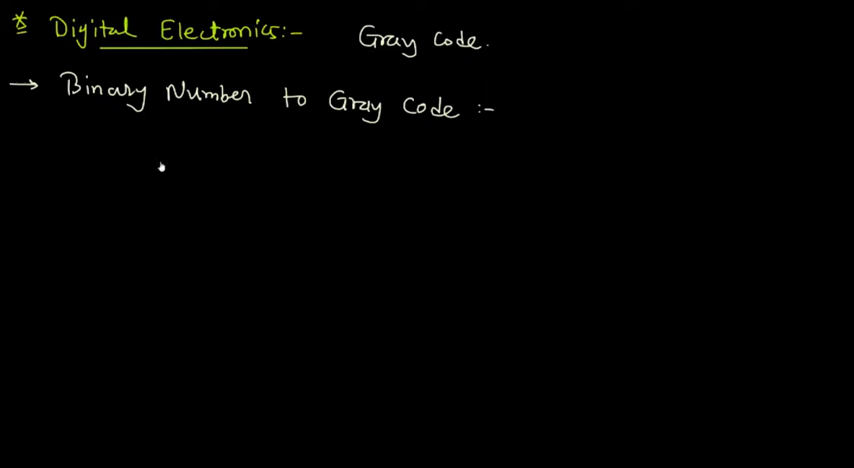 * Digital Electronics:- Gray Code.
→ Binary Number to Gray Code :-